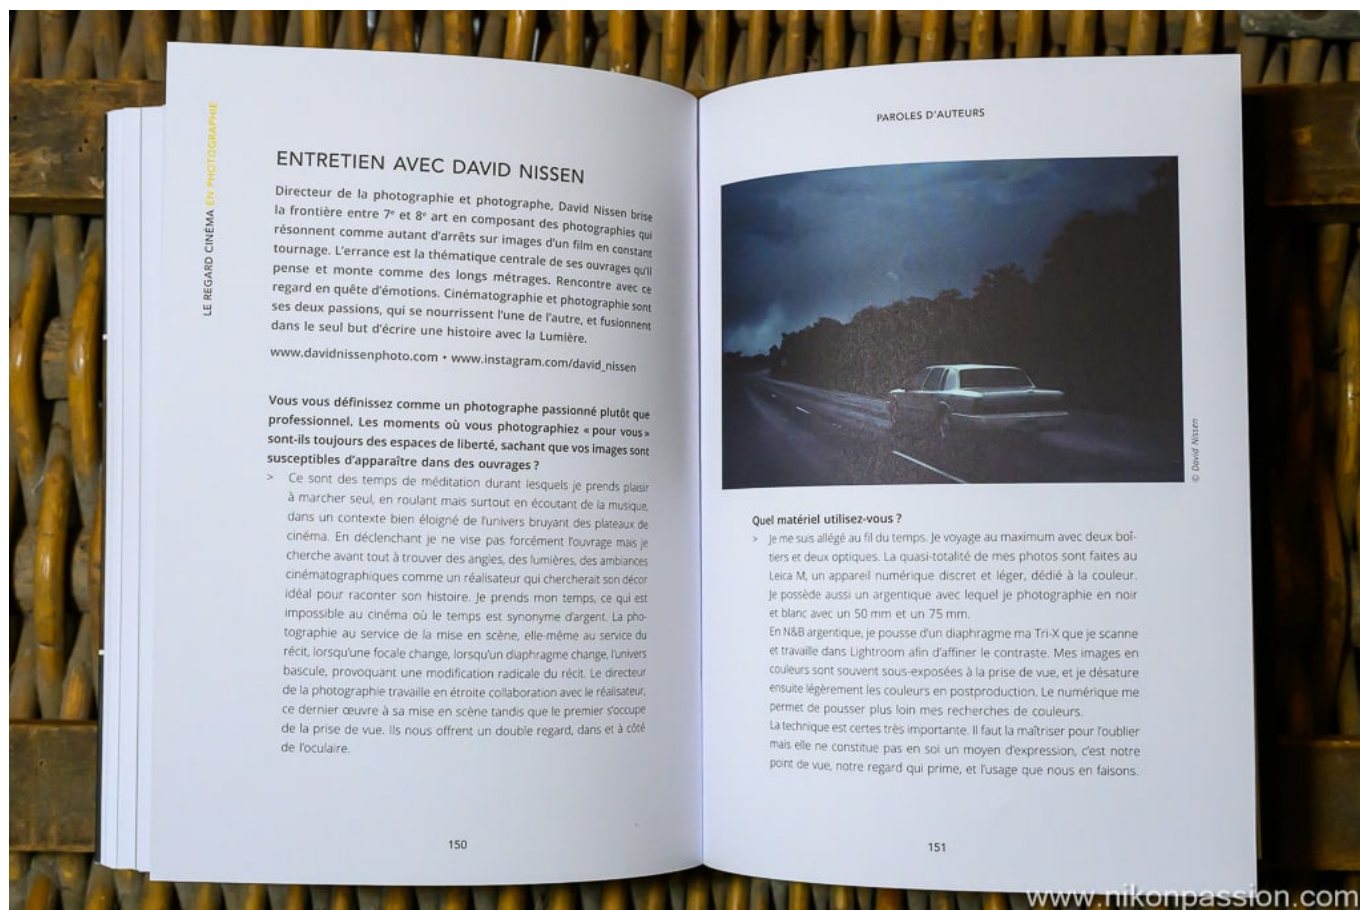 LE REGARD CINÉMA EN PHOTOGRAPHIE
ENTRETIEN AVEC DAVID NISSEN
Directeur de la photographie et photographe, David Nissen brise
la frontière entre 7e et 8e art en composant des photographies qui
résonnent comme autant d'arrêts sur images d'un film en constant
tournage. L'errance est la thématique centrale de ses ouvrages qu'il
pense et monte comme des longs métrages. Rencontre avec ce
regard en quête d'émotions. Cinématographie et photographie sont
ses deux passions, qui se nourrissent l'une de l'autre, et fusionnent
dans le seul but d'écrire une histoire avec la Lumière.
www.davidnissenphoto.com • www.instagram.com/david_nissen
Vous vous définissez comme un photographe passionné plutôt que
professionnel. Les moments où vous photographiez « pour vous »
sont-ils toujours des espaces de liberté, sachant que vos images sont
susceptibles d'apparaître dans des ouvrages ?
> Ce sont des temps de méditation durant lesquels je prends plaisir
à marcher seul, en roulant mais surtout en écoutant de la musique,
dans un contexte bien éloigné de l'univers bruyant des plateaux de
cinéma. En déclenchant je ne vise pas forcément l'ouvrage mais je
cherche avant tout à trouver des angles, des lumières, des ambiances
cinématographiques comme un réalisateur qui chercherait son décor
idéal pour raconter son histoire. Je prends mon temps, ce qui est
impossible au cinéma où le temps est synonyme d'argent. La pho-
tographie au service de la mise en scène, elle-même au service du
récit, lorsqu'une focale change, lorsqu'un diaphragme change, l'univers
bascule, provoquant une modification radicale du récit. Le directeur
de la photographie travaille en étroite collaboration avec le réalisateur,
ce dernier œuvre à sa mise en scène tandis que le premier s'occupe
de la prise de vue. Ils nous offrent un double regard, dans et à côté
de l'oculaire.
150
PAROLES D'AUTEURS
© David Nissen
Quel matériel utilisez-vous ?
> Je me suis allégé au fil du temps. Je voyage au maximum avec deux boî-
tiers et deux optiques. La quasi-totalité de mes photos sont faites au
Leica M, un appareil numérique discret et léger, dédié à la couleur.
Je possède aussi un argentique avec lequel je photographie en noir
et blanc avec un 50 mm et un 75 mm.
En N&B argentique, je pousse d'un diaphragme ma Tri-X que je scanne
et travaille dans Lightroom afin d'affiner le contraste. Mes images en
couleurs sont souvent sous-exposées à la prise de vue, et je désature
ensuite légèrement les couleurs en postproduction. Le numérique me
permet de pousser plus loin mes recherches de couleurs.
La technique est certes très importante. Il faut la maîtriser pour l'oublier
mais elle ne constitue pas en soi un moyen d'expression, c'est notre
point de vue, notre regard qui prime, et l'usage que nous en faisons.
151
www.nikonpassion.com